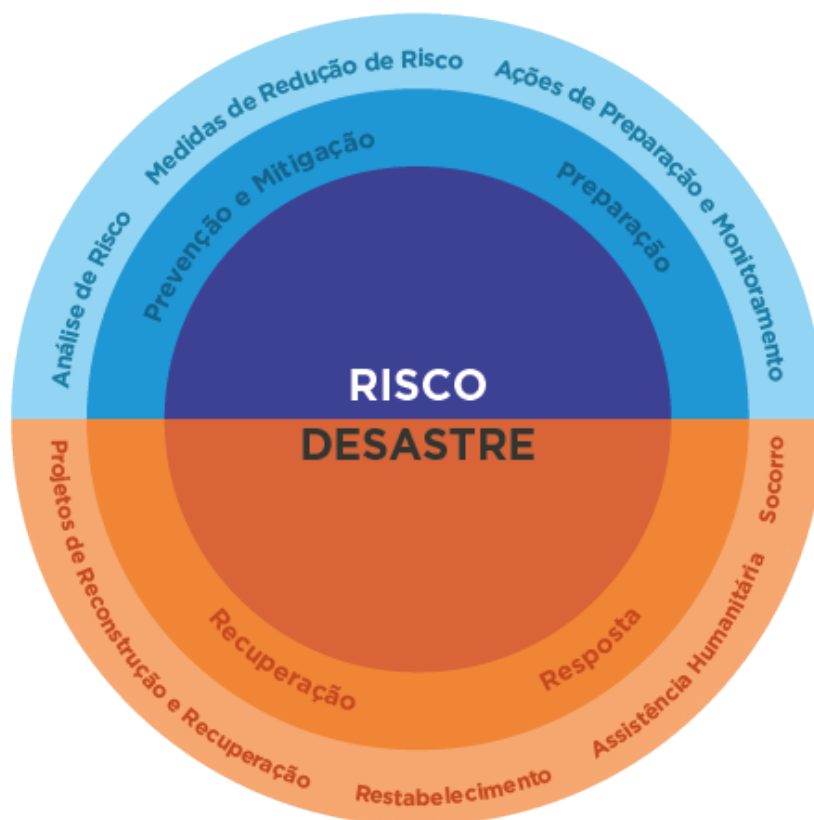 Análise de Risco
Medidas de Redução de Risco
Ações de Preparação e Monitoramento
Prevenção e Mitigação
Preparação
RISCO
DESASTRE
Recuperação
Resposta
Projetos de Reconstrução e Recuperação
Restabelecimento
Assistência Humanitária
Socorro